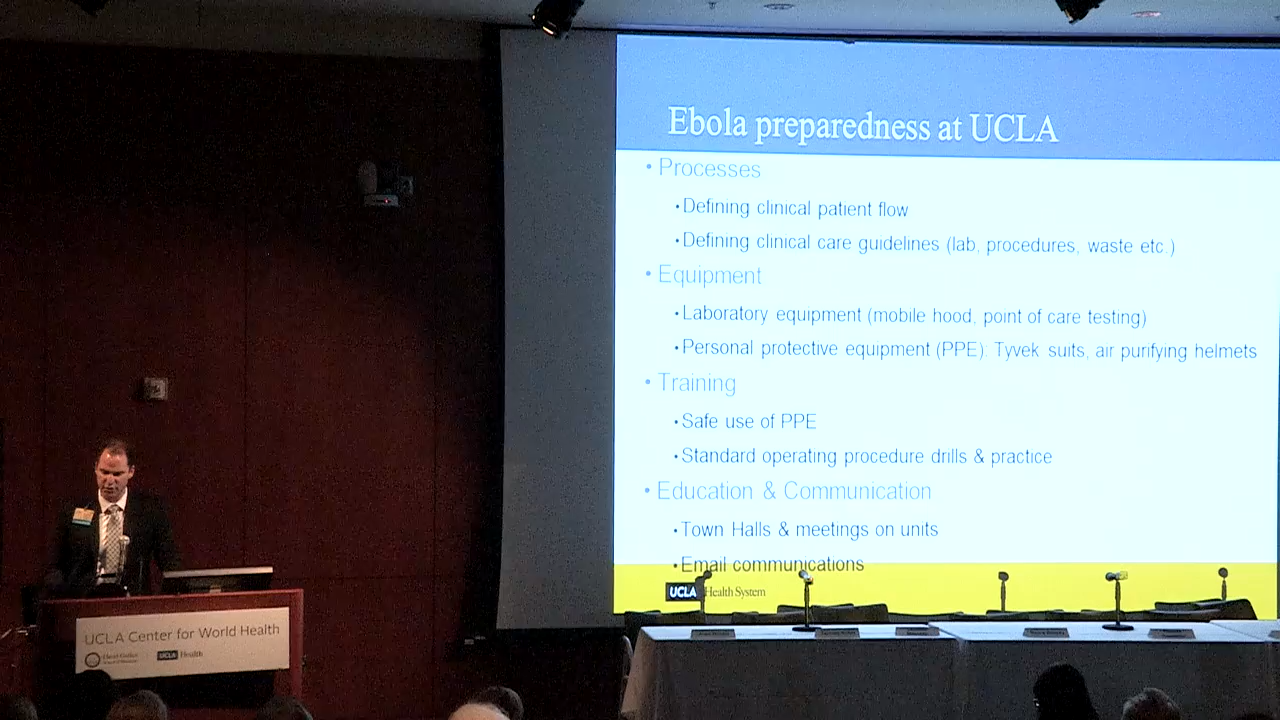 Ebola preparedness at UCLA
• Processes
• Defining clinical patient flow
• Defining clinical care guidelines (lab, procedures, waste etc.)
• Equipment
• Laboratory equipment (mobile hood, point of care testing)
• Personal protective equipment (PPE): Tyvek suits, air purifying helmets
• Training
• Safe use of PPE
• Standard operating procedure drills & practice
• Education & Communication
• Town Halls & meetings on units
• Email communications
UCLA Health System
UCLA Center for World Health
UCLA Health